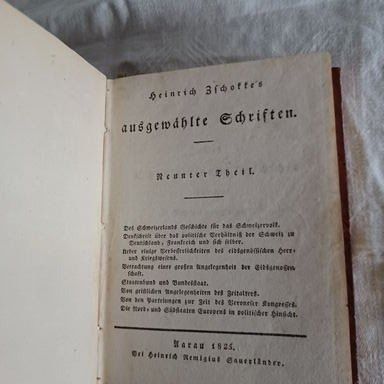 Heinrich Zschokke's
ausgewählte Schriften.
Neunter Theil.
Des Schweizerlands Geschichte für das Schweizervolk.
Denkschrift über das politische Verhältniß der Schweiz zu
Deutschland, Frankreich und sich selber.
Ueber einige Verbesserlichkeiten des eidsgenössischen Heer-
und Kriegswesens.
Betrachtung einer großen Angelegenheit der Eidsgenossen-
schaft.
Staatenbund und Bundesstaat.
Von geistlichen Angelegenheiten des Zeitalters.
Von den Parteiungen zur Zeit des Veroneser Kongresses.
Die Nord- und Südstaaten Europens in politischer Hinsicht.
Aarau 1825.
Bei Heinrich Remigius Sauerländer.